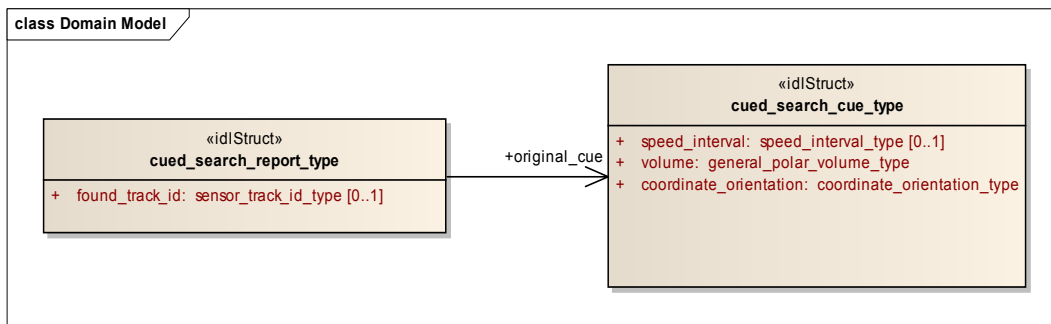 class Domain Model
«idlStruct»
cued_search_report_type
+ found_track_id: sensor_track_id_type [0..1]
+original_cue
«idlStruct»
cued_search_cue_type
+ speed_interval: speed_interval_type [0..1]
+ volume: general_polar_volume_type
+ coordinate_orientation: coordinate_orientation_type